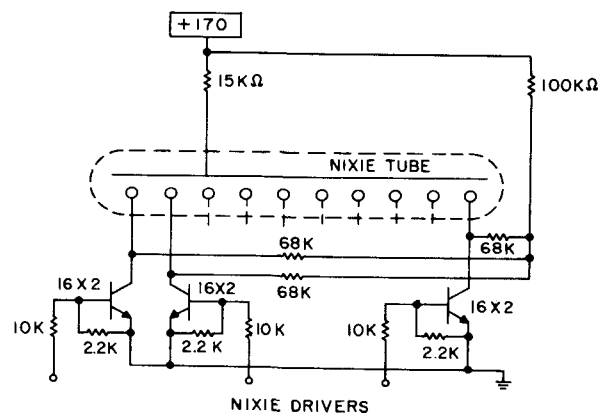 +170
15KΩ
100KΩ
NIXIE TUBE
68K
68K
68K
16X2
16X2
16X2
10K
2.2K
2.2K
10K
10K
2.2K
NIXIE DRIVERS